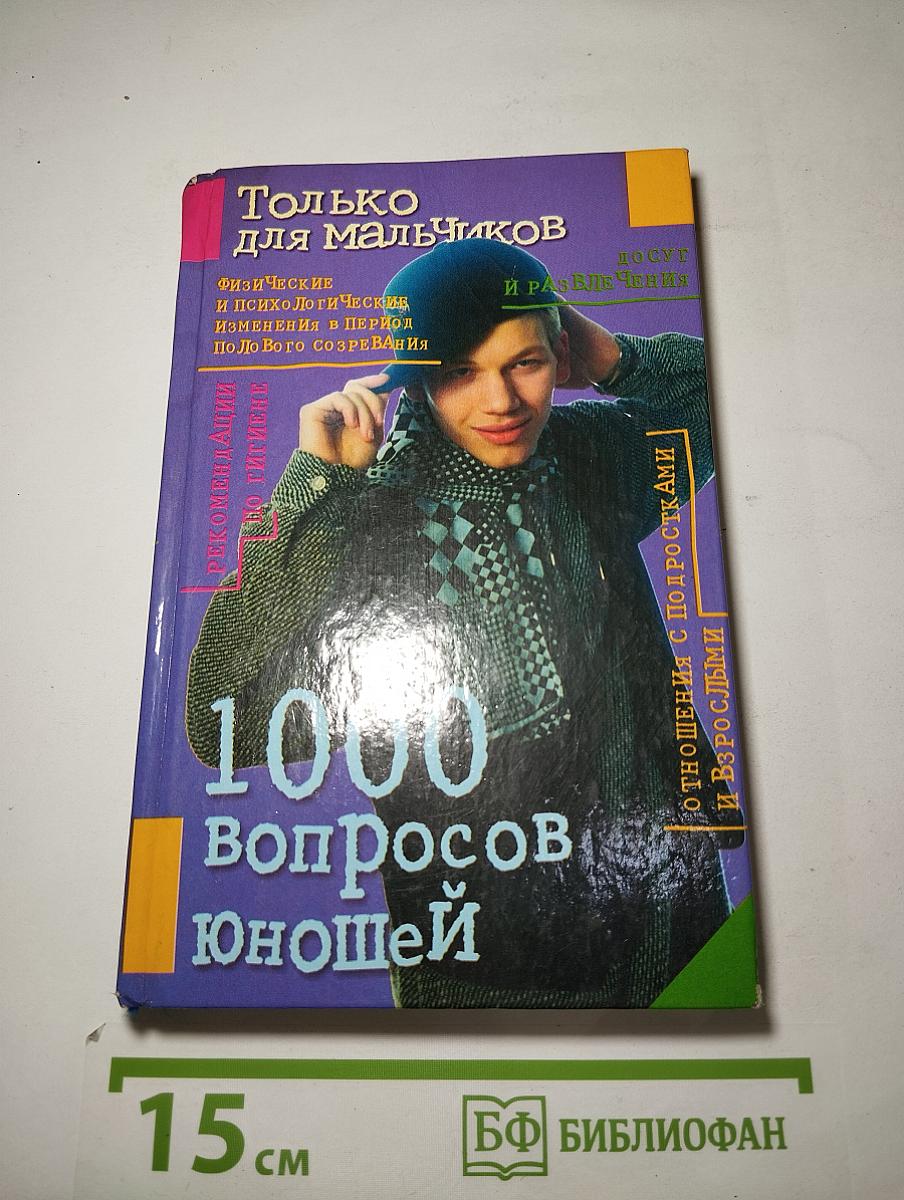 Только
для мальчиков
физические
и психологические
изменения в период
полового созревания
досуг
и развлечения
рекомендации
по гигиене
отношения с подростками
и взрослыми
1000
вопросов
юношей
15 см
БФ БИБЛИОФАН